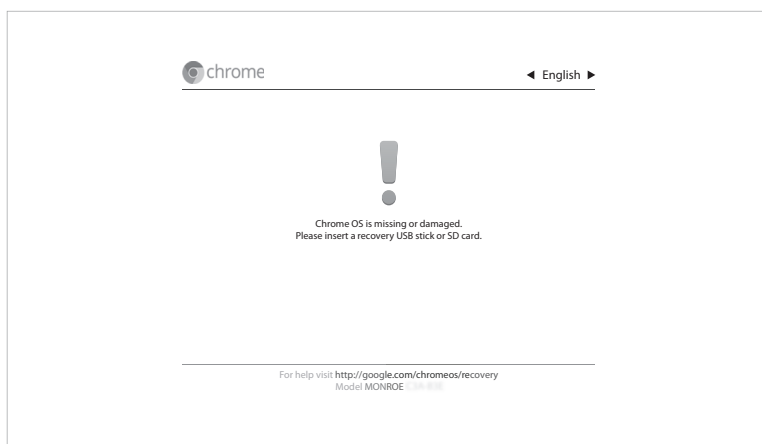 chrome
◀ English ▶
Chrome OS is missing or damaged.
Please insert a recovery USB stick or SD card.
For help visit http://google.com/chromeos/recovery
Model MONROE